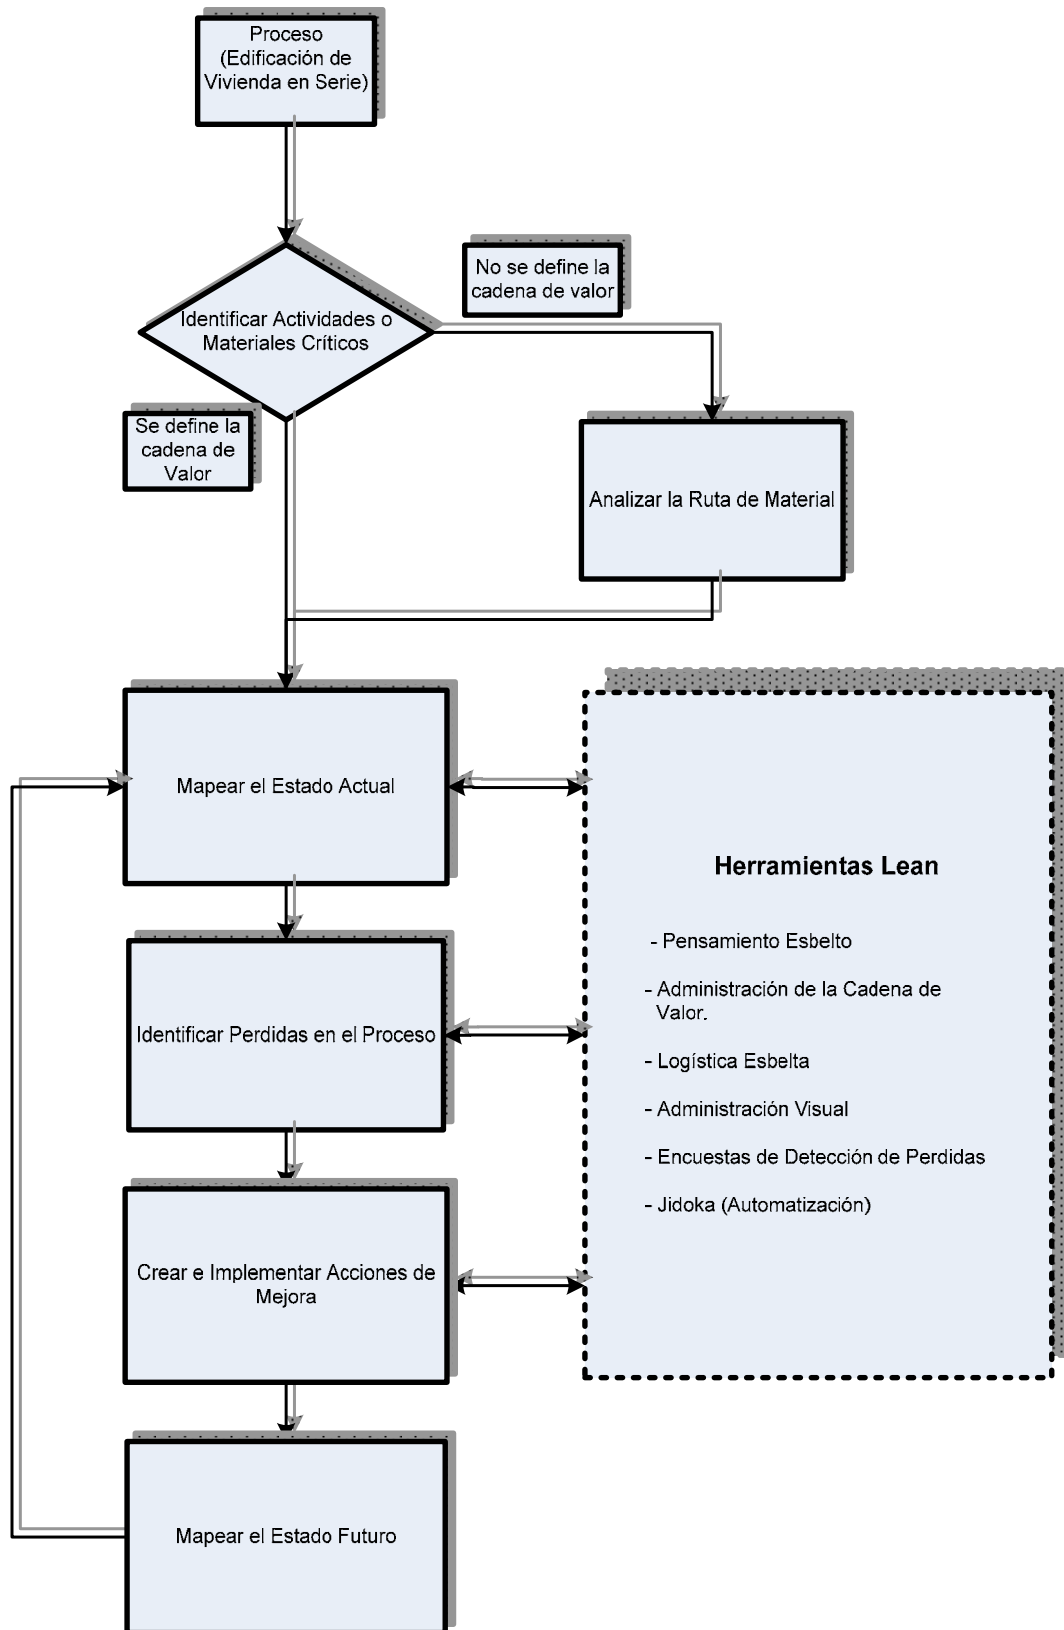 Proceso
(Edificación de
Vivienda en Serie)
No se define la
cadena de valor
Identificar Actividades o
Materiales Críticos
Se define la
cadena de
Valor
Analizar la Ruta de Material
Mapear el Estado Actual
Herramientas Lean
- Pensamiento Esbelto
- Administración de la Cadena de
Valor.
- Logística Esbelta
- Administración Visual
- Encuestas de Detección de Perdidas
- Jidoka (Automatización)
Identificar Perdidas en el Proceso
Crear e Implementar Acciones de
Mejora
Mapear el Estado Futuro